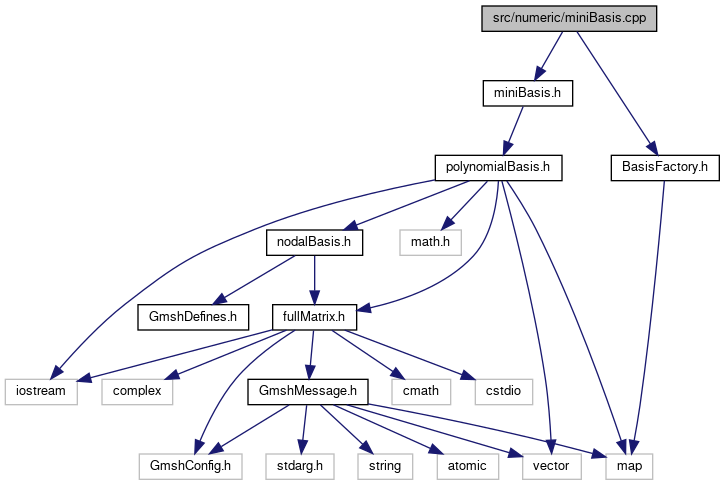 src/numeric/miniBasis.cpp
miniBasis.h
polynomialBasis.h
BasisFactory.h
nodalBasis.h
math.h
GmshDefines.h
fullMatrix.h
iostream
complex
GmshMessage.h
cmath
cstdio
GmshConfig.h
stdarg.h
string
atomic
vector
map